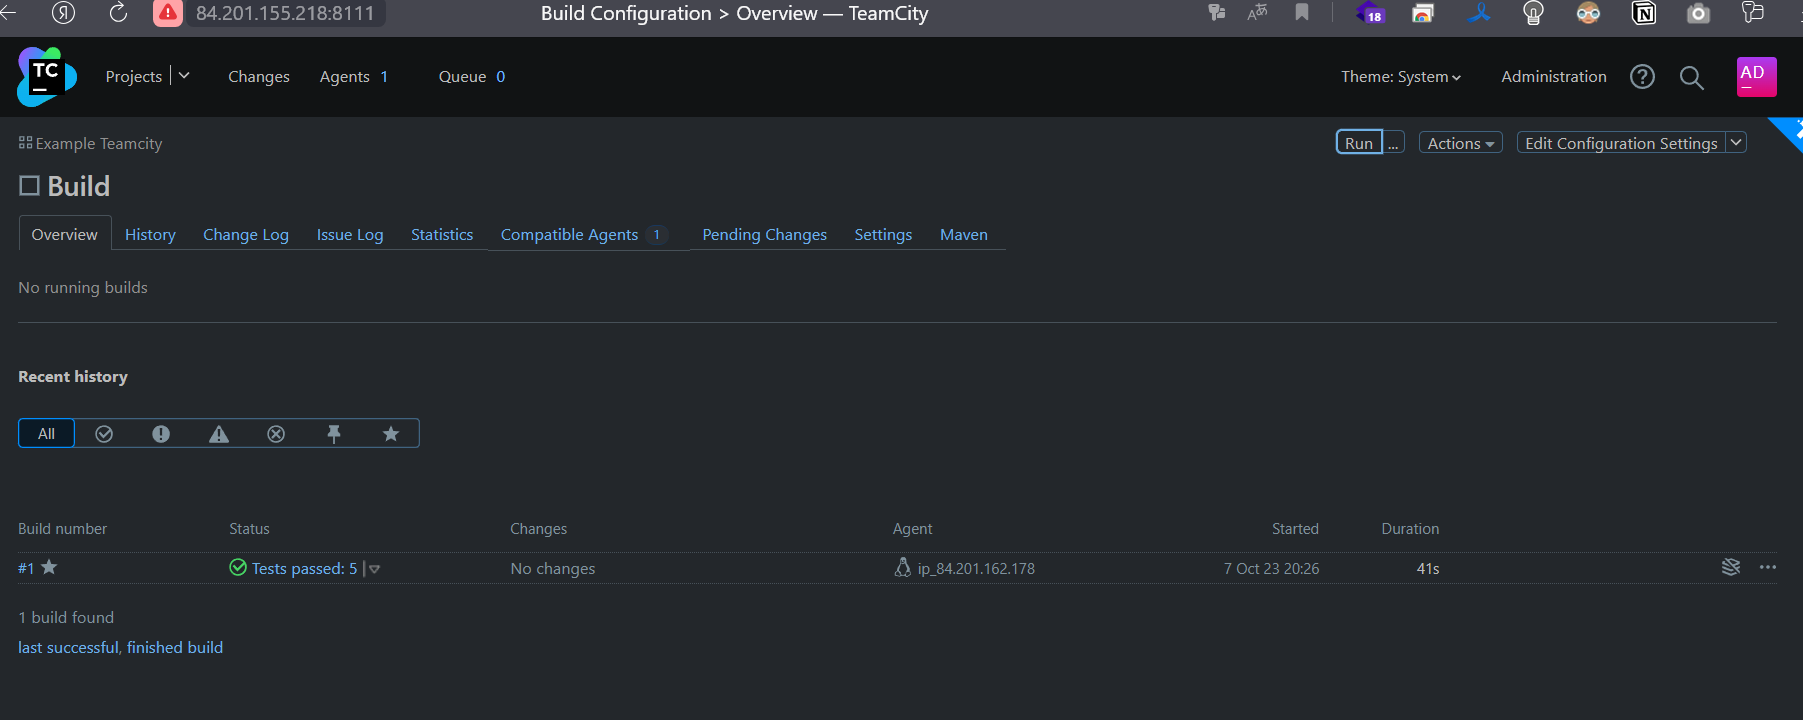 84.201.155.218:8111 Build Configuration > Overview — TeamCity 18
TC Projects Changes Agents 1 Queue 0 Theme: System Administration AD
Example Teamcity Run ... Actions Edit Configuration Settings
Build
Overview History Change Log Issue Log Statistics Compatible Agents 1 Pending Changes Settings Maven
No running builds
Recent history
All
Build number Status Changes Agent Started Duration
#1 Tests passed: 5 No changes ip_84.201.162.178 7 Oct 23 20:26 41s
1 build found
last successful, finished build